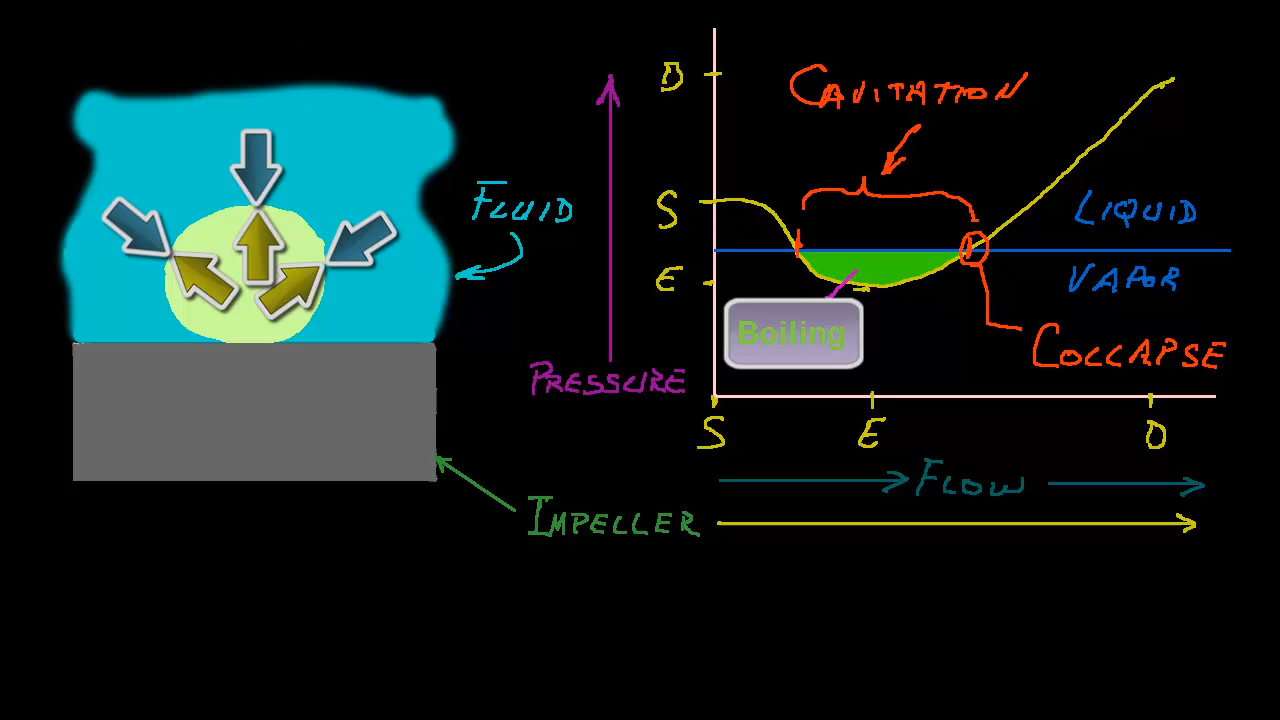 D
CAVITATION
FLUID
S
LIQUID
E
VAPOR
Boiling
COLLAPSE
PRESSURE
S E D
FLOW
IMPELLER